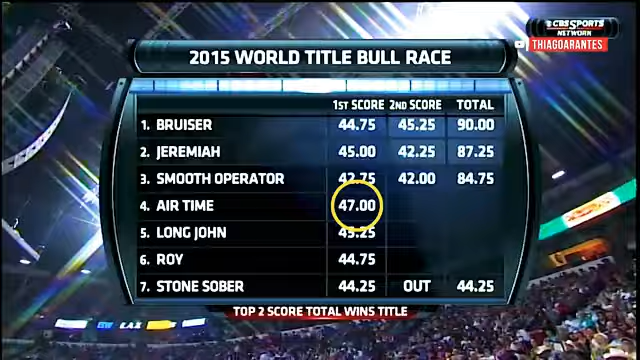 CBS SPORTS
NETWORK
THIAGOARANTES
2015 WORLD TITLE BULL RACE
1ST SCORE 2ND SCORE TOTAL
1. BRUISER 44.75 45.25 90.00
2. JEREMIAH 45.00 42.25 87.25
3. SMOOTH OPERATOR 42.75 42.00 84.75
4. AIR TIME 47.00
5. LONG JOHN 45.25
6. ROY 44.75
7. STONE SOBER 44.25 OUT 44.25
TOP 2 SCORE TOTAL WINS TITLE